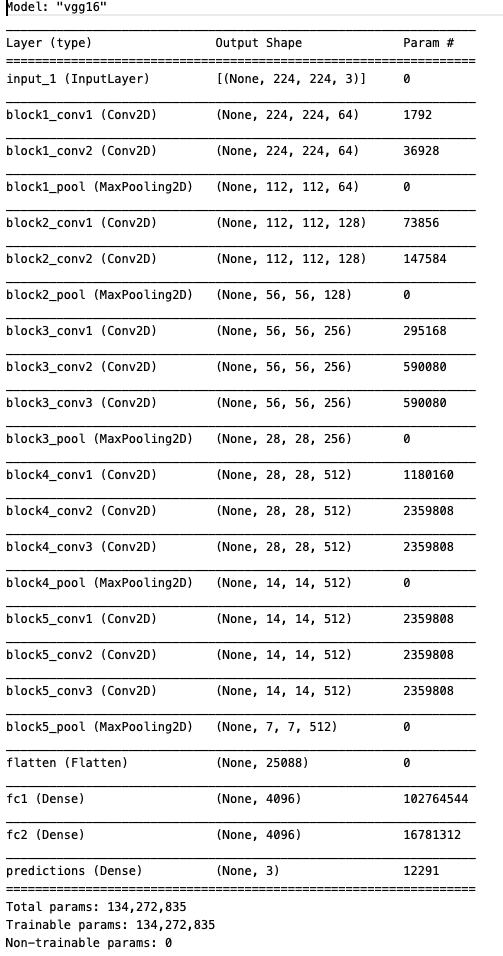 Model: "vgg16"
Layer (type) Output Shape Param #
input_1 (InputLayer) [(None, 224, 224, 3)] 0
block1_conv1 (Conv2D) (None, 224, 224, 64) 1792
block1_conv2 (Conv2D) (None, 224, 224, 64) 36928
block1_pool (MaxPooling2D) (None, 112, 112, 64) 0
block2_conv1 (Conv2D) (None, 112, 112, 128) 73856
block2_conv2 (Conv2D) (None, 112, 112, 128) 147584
block2_pool (MaxPooling2D) (None, 56, 56, 128) 0
block3_conv1 (Conv2D) (None, 56, 56, 256) 295168
block3_conv2 (Conv2D) (None, 56, 56, 256) 590080
block3_conv3 (Conv2D) (None, 56, 56, 256) 590080
block3_pool (MaxPooling2D) (None, 28, 28, 256) 0
block4_conv1 (Conv2D) (None, 28, 28, 512) 1180160
block4_conv2 (Conv2D) (None, 28, 28, 512) 2359808
block4_conv3 (Conv2D) (None, 28, 28, 512) 2359808
block4_pool (MaxPooling2D) (None, 14, 14, 512) 0
block5_conv1 (Conv2D) (None, 14, 14, 512) 2359808
block5_conv2 (Conv2D) (None, 14, 14, 512) 2359808
block5_conv3 (Conv2D) (None, 14, 14, 512) 2359808
block5_pool (MaxPooling2D) (None, 7, 7, 512) 0
flatten (Flatten) (None, 25088) 0
fc1 (Dense) (None, 4096) 102764544
fc2 (Dense) (None, 4096) 16781312
predictions (Dense) (None, 3) 12291
Total params: 134,272,835
Trainable params: 134,272,835
Non-trainable params: 0